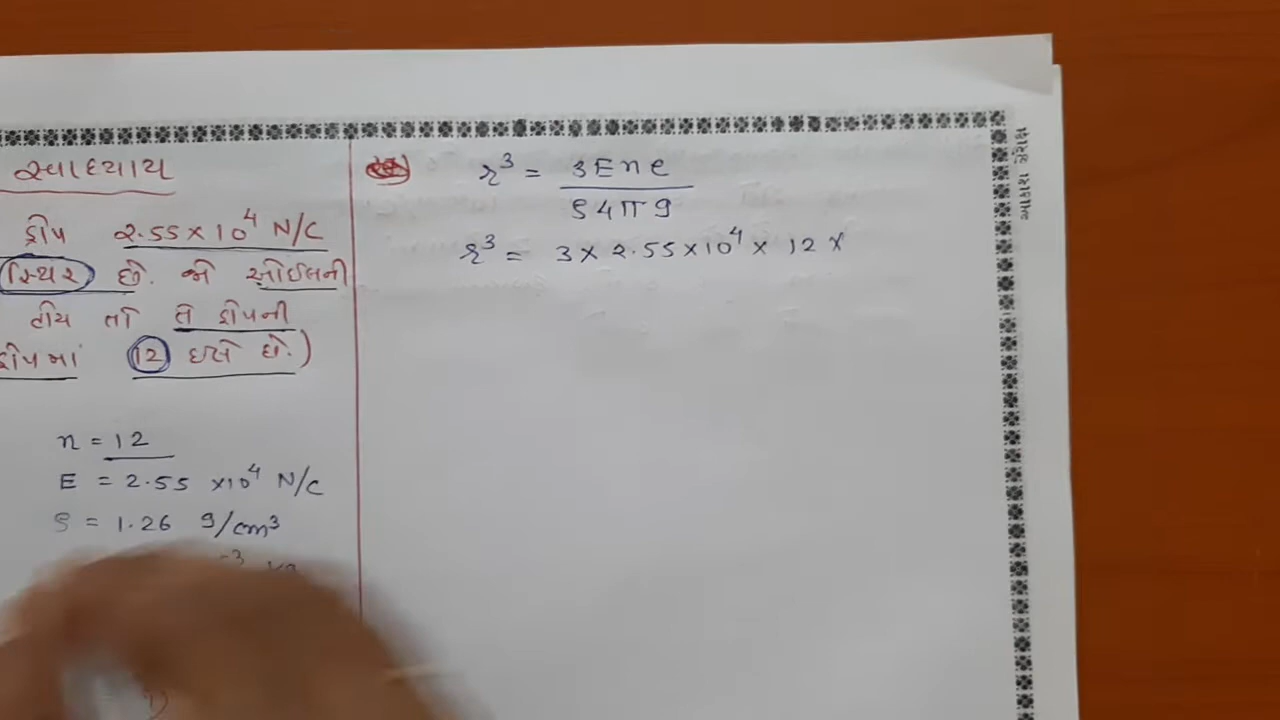 સ્વાધ્યાય
ડ્રોપ 2.55×10⁴ N/C
સ્થિર છે. જો ઓઈલની
હોય તો તે ડ્રોપની
ડ્રોપમાં 12 છે.)
n = 12
E = 2.55 ×10⁴ N/C
ρ = 1.26 g/cm³
r³ = 3Ene
ρ4πg
r³ = 3×2.55×10⁴× 12 ×